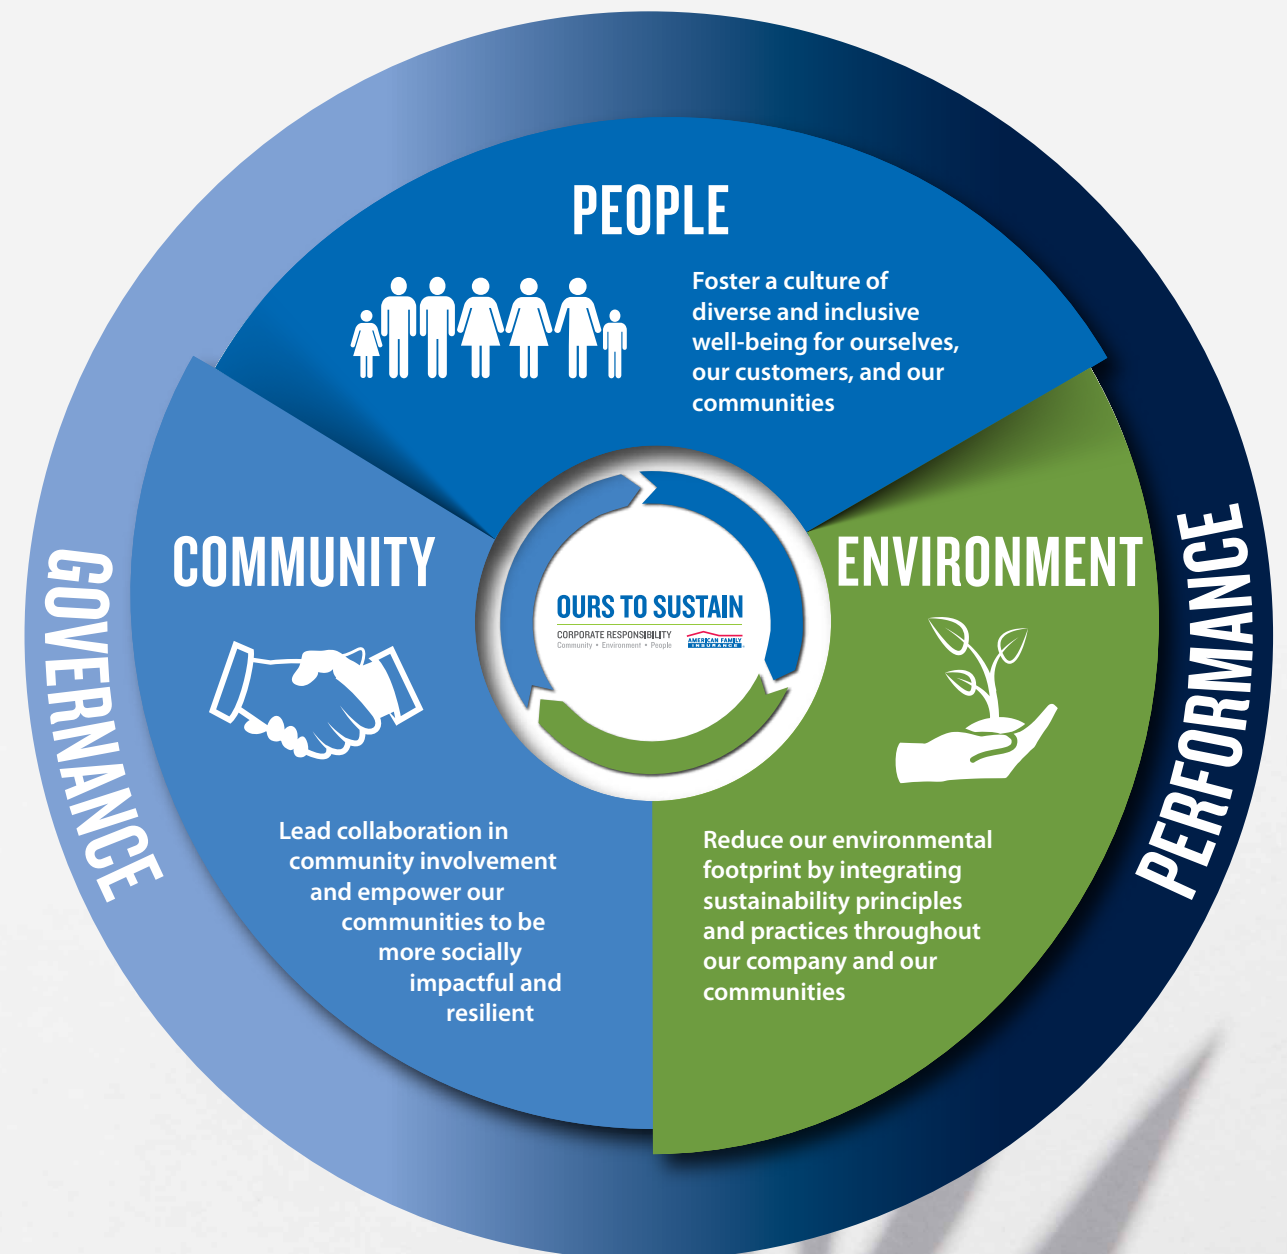 PEOPLE
Foster a culture of
diverse and inclusive
well-being for ourselves,
our customers, and our
communities
GOVERNANCE
COMMUNITY
Lead collaboration in
community involvement
and empower our
communities to be
more socially
impactful and
resilient
OURS TO SUSTAIN
CORPORATE RESPONSIBILITY
Community • Environment • People
AMERICAN FAMILY
INSURANCE
ENVIRONMENT
Reduce our environmental
footprint by integrating
sustainability principles
and practices throughout
our company and our
communities
PERFORMANCE